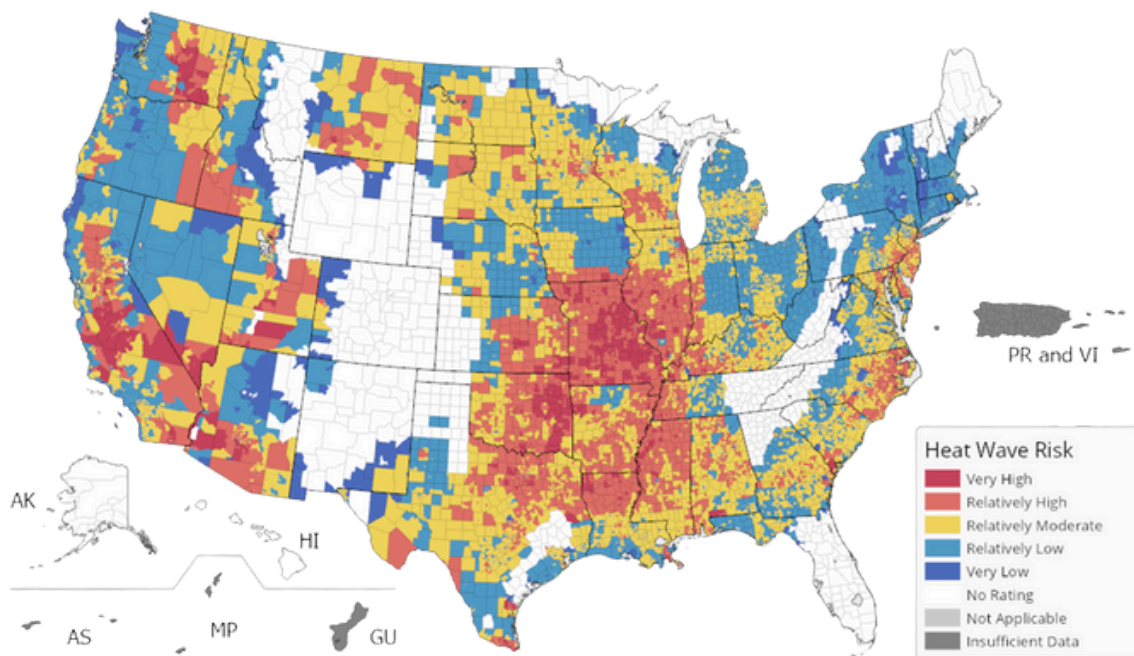 PR and VI
Heat Wave Risk
Very High
Relatively High
Relatively Moderate
Relatively Low
Very Low
No Rating
Not Applicable
Insufficient Data
AK
HI
AS
MP
GU